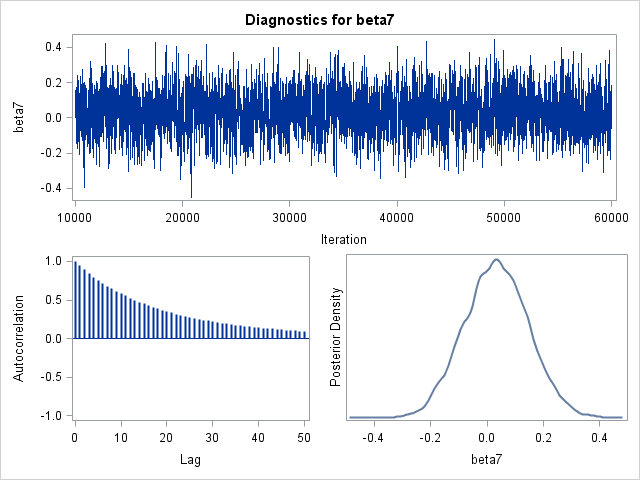 Diagnostics for beta7
0.4
0.2
0.0
-0.2
-0.4
beta7
10000 20000 30000 40000 50000 60000
Iteration
1.0
0.5
0.0
-0.5
-1.0
Autocorrelation
0 10 20 30 40 50
Lag
Posterior Density
-0.4 -0.2 0.0 0.2 0.4
beta7